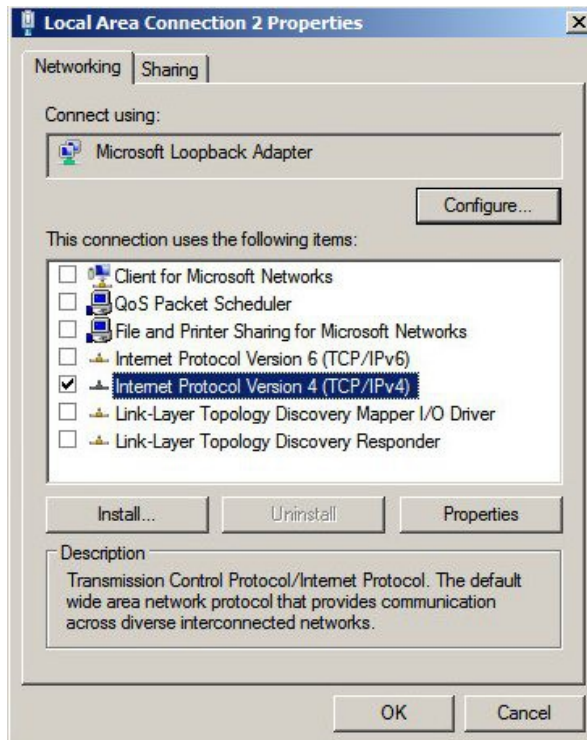 Local Area Connection 2 Properties
Networking
Sharing
Connect using:
Microsoft Loopback Adapter
Configure...
This connection uses the following items:
Client for Microsoft Networks
QoS Packet Scheduler
File and Printer Sharing for Microsoft Networks
Internet Protocol Version 6 (TCP/IPv6)
Internet Protocol Version 4 (TCP/IPv4)
Link-Layer Topology Discovery Mapper I/O Driver
Link-Layer Topology Discovery Responder
Install...
Uninstall
Properties
Description
Transmission Control Protocol/Internet Protocol. The default
wide area network protocol that provides communication
across diverse interconnected networks.
OK
Cancel